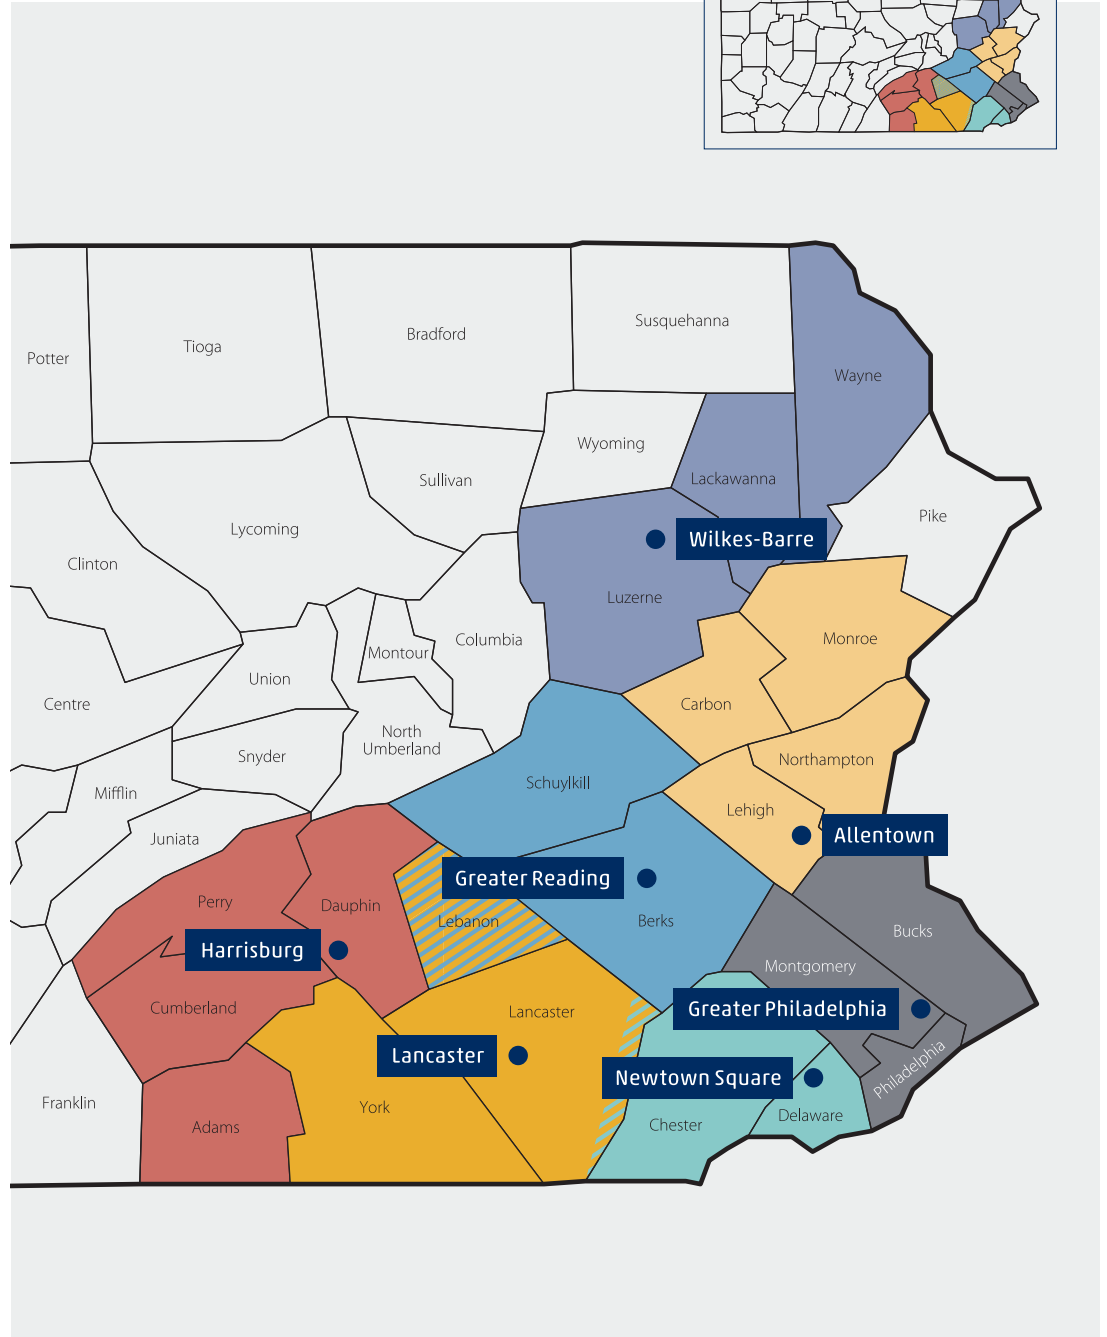 Susquehanna
Bradford
Tioga
Potter
Wayne
Wyoming
Sullivan
Lackawanna
Pike
Lycoming
Wilkes-Barre
Clinton
Luzerne
Columbia
Monroe
Montour
Union
Centre
Carbon
North
Umberland
Snyder
Northampton
Schuylkill
Mifflin
Lehigh
Juniata
Allentown
Greater Reading
Perry
Dauphin
Lebanon
Berks
Bucks
Harrisburg
Montgomery
Cumberland
Lancaster
Greater Philadelphia
Lancaster
Philadelphia
Newtown Square
Franklin
York
Delaware
Adams
Chester